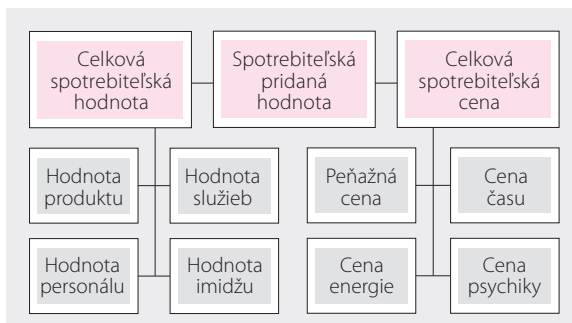 Celková
spotrebiteľská
hodnota
Spotrebiteľská
pridaná
hodnota
Celková
spotrebiteľská
cena
Hodnota
produktu
Hodnota
služieb
Peňažná
cena
Cena
času
Hodnota
personálu
Hodnota
imidžu
Cena
energie
Cena
psychiky